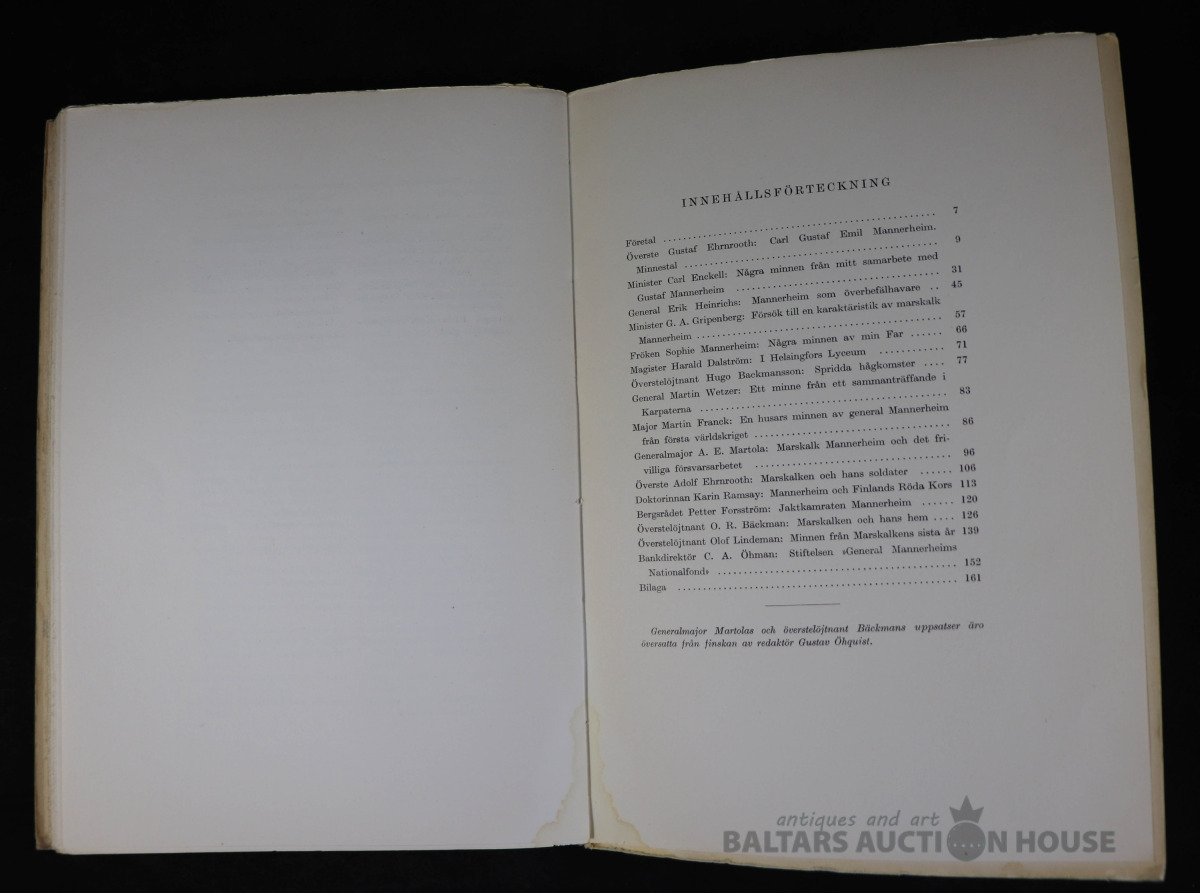 INNEHÅLLSFÖRTECKNING
Företal ........................................ 7
Överste Gustaf Ehrnrooth: Carl Gustaf Emil Mannerheim.
Minnestal ........................................ 9
Minister Carl Enckell: Några minnen från mitt samarbete med
Gustaf Mannerheim ........................................ 31
General Erik Heinrichs: Mannerheim som överbefälhavare .. 45
Minister G. A. Gripenberg: Försök till en karaktäristik av marskalk
Mannerheim ........................................ 57
Fröken Sophie Mannerheim: Några minnen av min Far ...... 66
Magister Harald Dalström: I Helsingfors Lyceum ............ 71
Överstelöjtnant Hugo Backmansson: Spridda hågkomster .... 77
General Martin Wetzer: Ett minne från ett sammanträffande i
Karpaterna ........................................ 83
Major Martin Franck: En husars minnen av general Mannerheim
från första världskriget ........................................ 86
Generalmajor A. E. Martola: Marskalk Mannerheim och det fri-
villiga försvarsarbetet ........................................ 96
Överste Adolf Ehrnrooth: Marskalken och hans soldater ...... 106
Doktorinnan Karin Ramsay: Mannerheim och Finlands Röda Kors 113
Bergsrådet Petter Forsström: Jaktkamraten Mannerheim ...... 120
Överstelöjtnant O. R. Bäckman: Marskalken och hans hem .... 126
Överstelöjtnant Olof Lindeman: Minnen från Marskalkens sista år 139
Bankdirektör C. A. Öhman: Stiftelsen »General Mannerheims
Nationalfond» ........................................ 152
Bilaga ........................................ 161
Generalmajor Martolas och överstelöjtnant Bäckmans uppsatser äro
översatta från finskan av redaktör Gustav Öhquist.
antiques and art
BALTARS AUCTION HOUSE